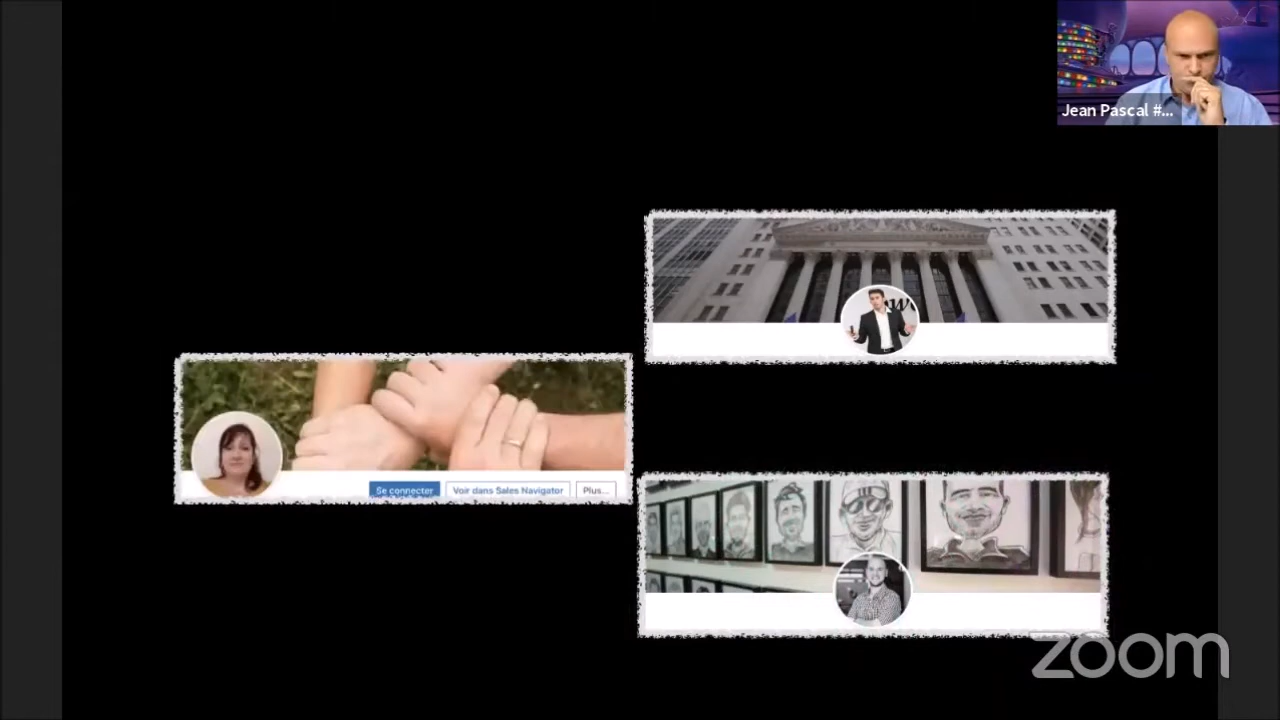 Jean Pascal #...
Se connecter
Voir dans Sales Navigator
Plus...
zoom